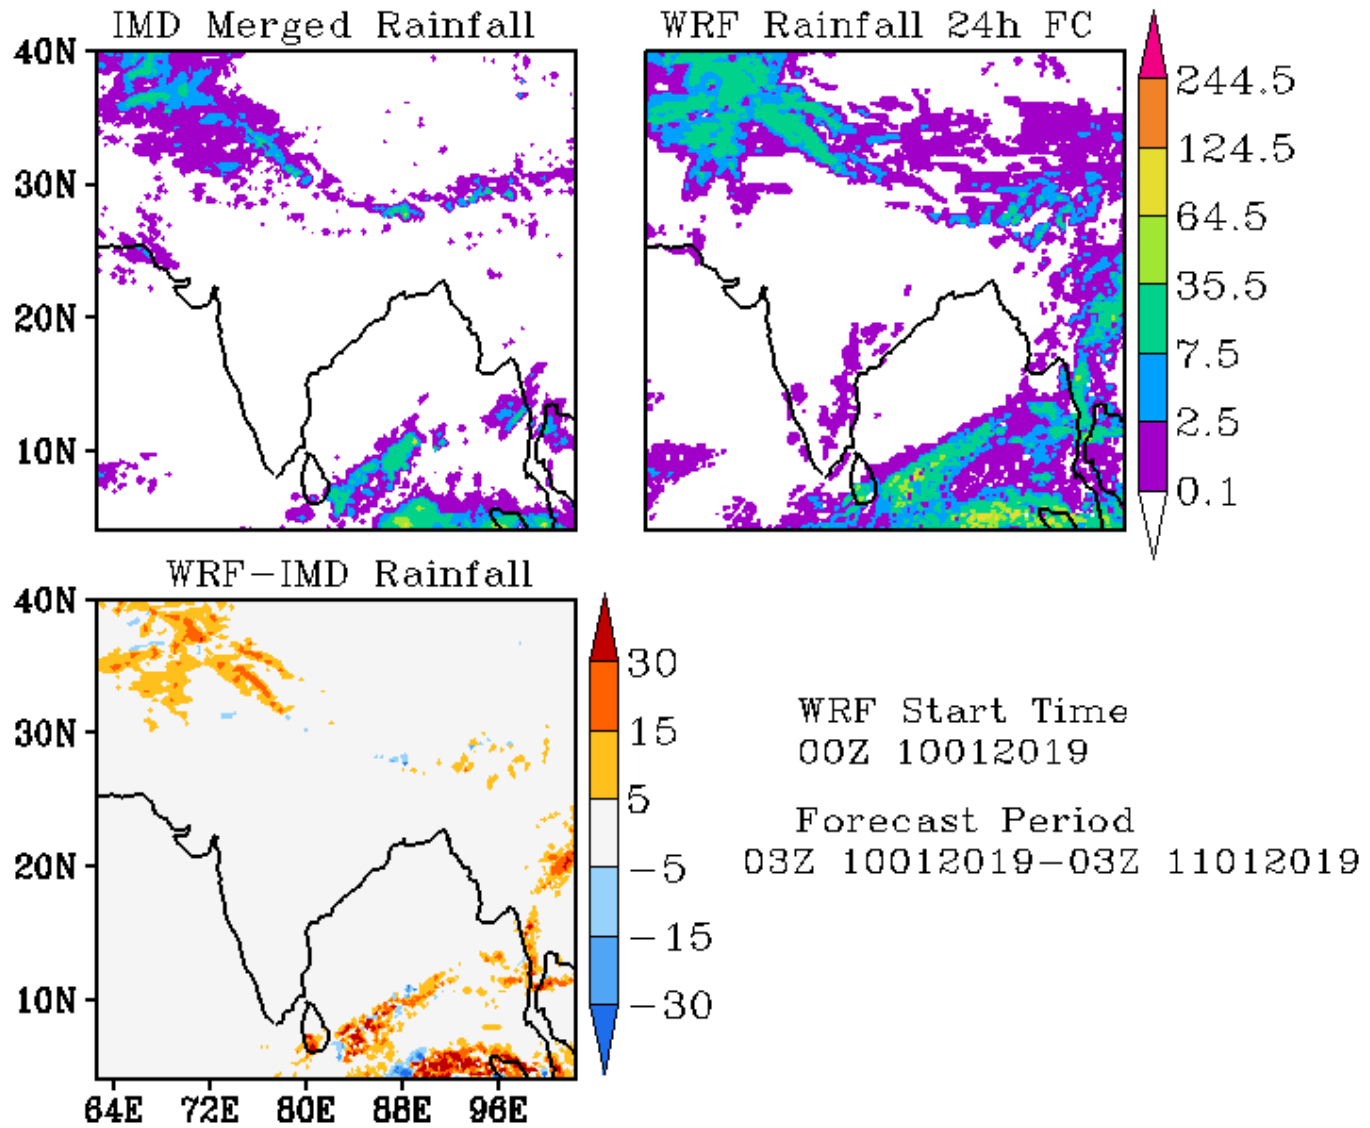 IMD Merged Rainfall
WRF Rainfall 24h FC
40N
30N
20N
10N
244.5
124.5
64.5
35.5
7.5
2.5
0.1
WRF-IMD Rainfall
40N
30N
20N
10N
64E 72E 80E 88E 96E
30
15
5
-5
-15
-30
WRF Start Time
00Z 10012019
Forecast Period
03Z 10012019-03Z 11012019